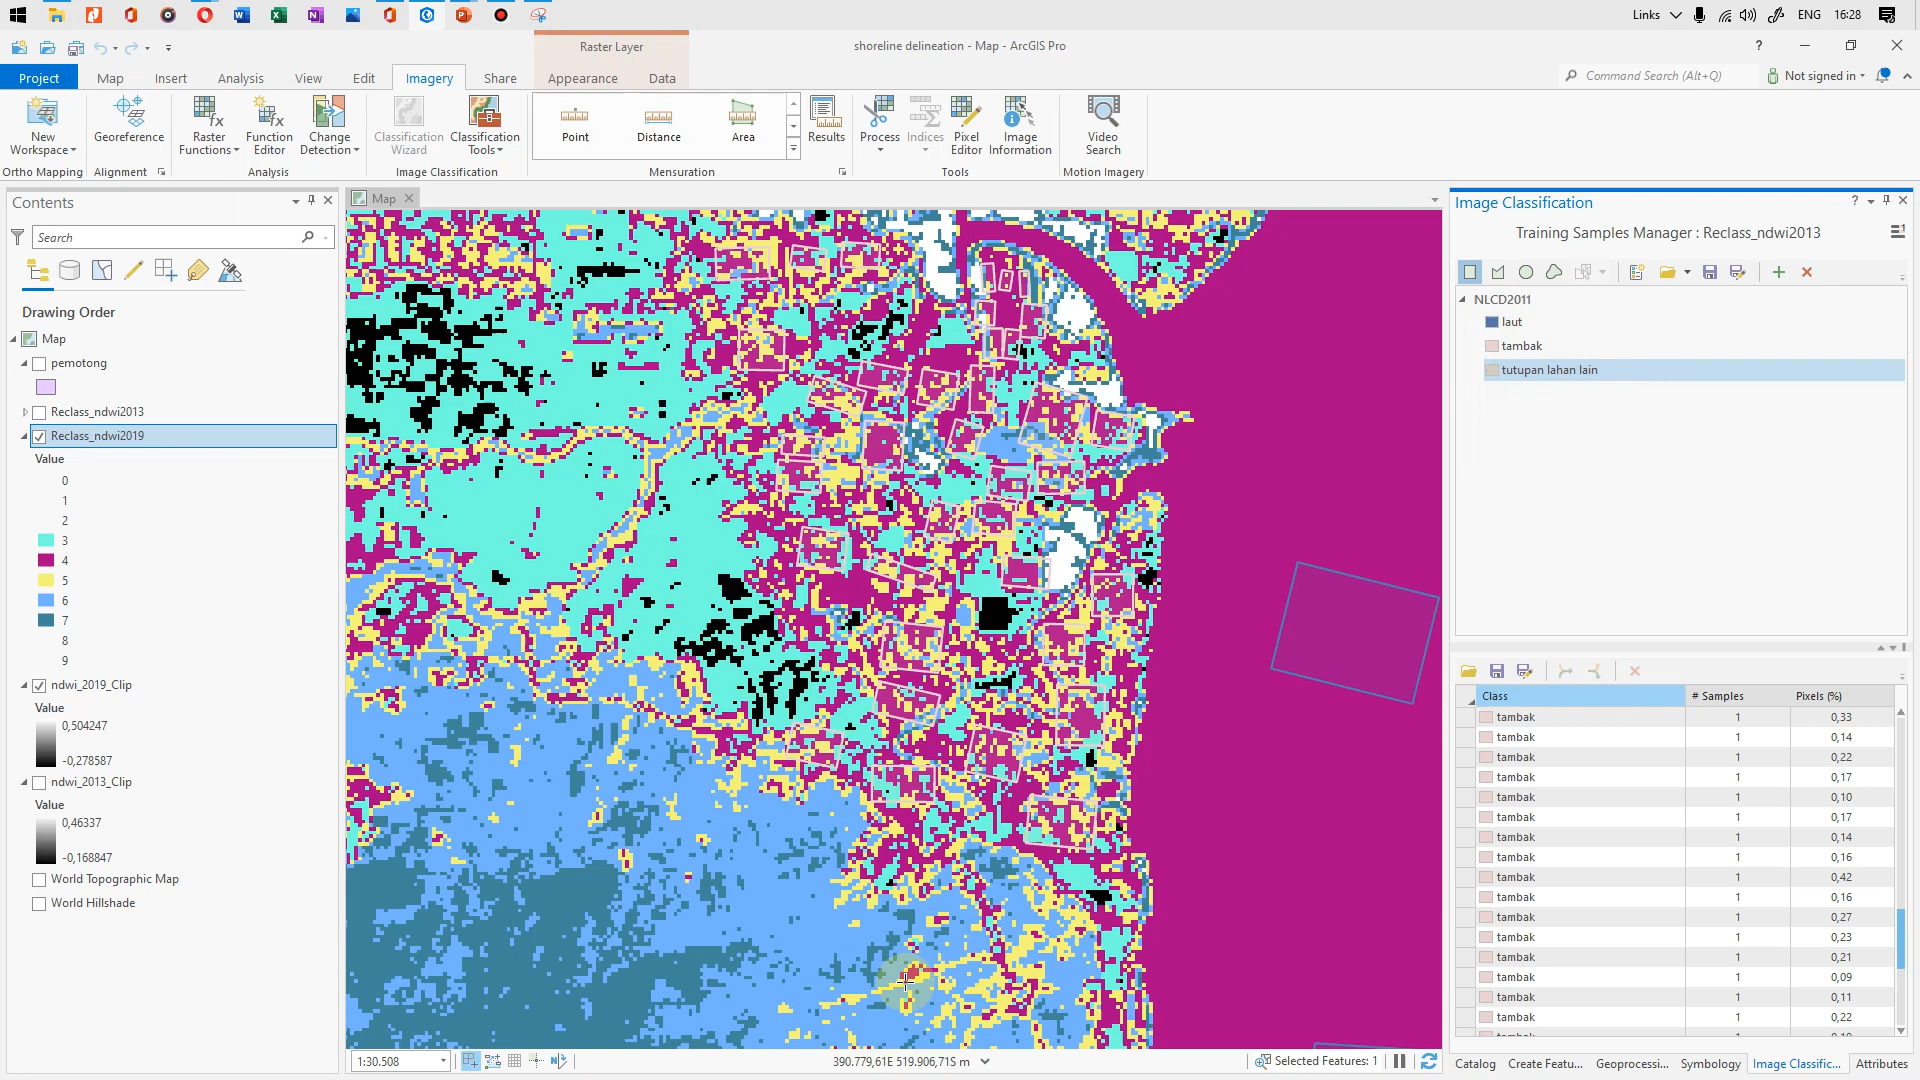 Links
ENG
16:28
Raster Layer
shoreline delineation - Map - ArcGIS Pro
Project
Map
Insert
Analysis
View
Edit
Imagery
Share
Appearance
Data
Command Search (Alt+Q)
Not signed in
New Workspace
Georeference
Raster Functions
Function Editor
Change Detection
Classification Wizard
Classification Tools
Point
Distance
Area
Results
Process
Indices
Pixel Editor
Image Information
Video Search
Ortho Mapping
Alignment
Analysis
Image Classification
Mensuration
Tools
Motion Imagery
Contents
Search
Drawing Order
Map
pemotong
Reclass_ndwi2013
Reclass_ndwi2019
Value
0
1
2
3
4
5
6
7
8
9
ndwi_2019_Clip
Value
0,504247
-0,278587
ndwi_2013_Clip
Value
0,46337
-0,168847
World Topographic Map
World Hillshade
Map
1:30.508
390.779,61E 519.906,71S m
Selected Features: 1
Image Classification
Training Samples Manager : Reclass_ndwi2013
NLCD2011
laut
tambak
tutupan lahan lain
Class # Samples Pixels (%)
tambak 1 0,33
tambak 1 0,14
tambak 1 0,22
tambak 1 0,17
tambak 1 0,10
tambak 1 0,17
tambak 1 0,14
tambak 1 0,16
tambak 1 0,42
tambak 1 0,16
tambak 1 0,27
tambak 1 0,23
tambak 1 0,21
tambak 1 0,09
tambak 1 0,11
tambak 1 0,22
Catalog
Create Featu...
Geoprocessi...
Symbology
Image Classific...
Attributes